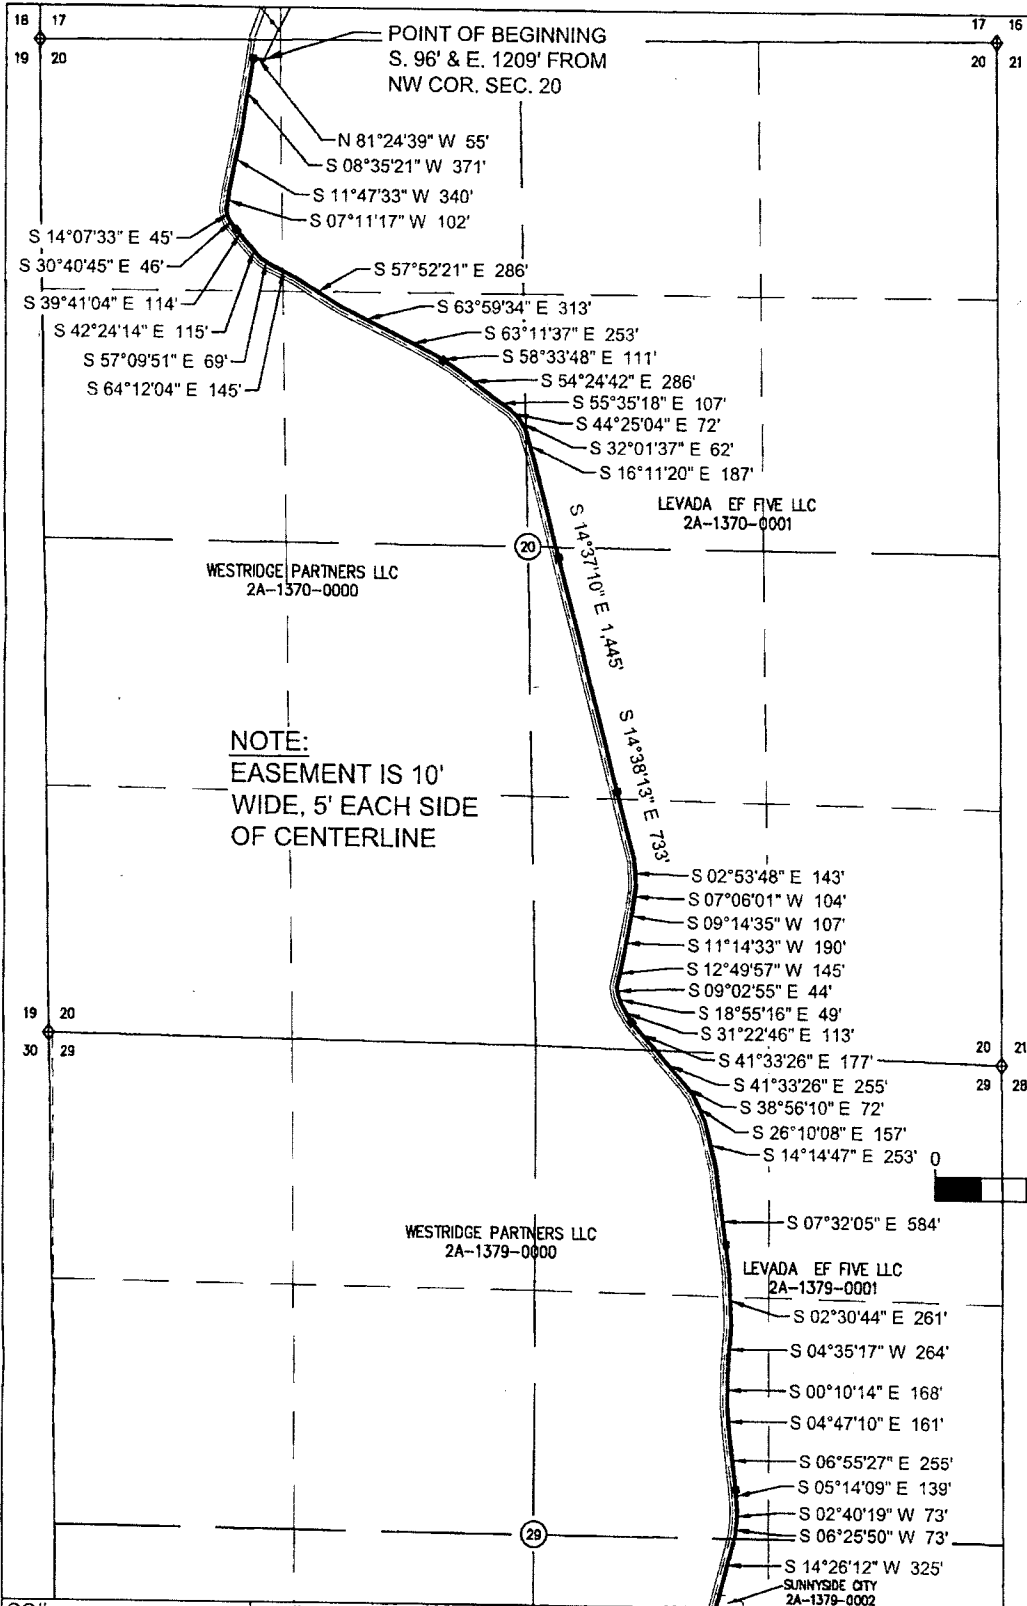 18 17
19 20
17 16
20 21
POINT OF BEGINNING
S. 96' & E. 1209' FROM
NW COR. SEC. 20
N 81°24'39" W 55'
S 08°35'21" W 371'
S 11°47'33" W 340'
S 07°11'17" W 102'
S 14°07'33" E 45'
S 30°40'45" E 46'
S 39°41'04" E 114'
S 42°24'14" E 115'
S 57°09'51" E 69'
S 64°12'04" E 145'
S 57°52'21" E 286'
S 63°59'34" E 313'
S 63°11'37" E 253'
S 58°33'48" E 111'
S 54°24'42" E 286'
S 55°35'18" E 107'
S 44°25'04" E 72'
S 32°01'37" E 62'
S 16°11'20" E 187'
LEVADA EF FIVE LLC
2A-1370-0001
S 14°37'10" E 1,445'
20
WESTRIDGE PARTNERS LLC
2A-1370-0000
S 14°38'13" E 733'
NOTE:
EASEMENT IS 10'
WIDE, 5' EACH SIDE
OF CENTERLINE
S 02°53'48" E 143'
S 07°06'01" W 104'
S 09°14'35" W 107'
S 11°14'33" W 190'
S 12°49'57" W 145'
S 09°02'55" E 44'
S 18°55'16" E 49'
S 31°22'46" E 113'
S 41°33'26" E 177'
19 20
30 29
20 21
29 28
S 41°33'26" E 255'
S 38°56'10" E 72'
S 26°10'08" E 157'
S 14°14'47" E 253'
0
S 07°32'05" E 584'
WESTRIDGE PARTNERS LLC
2A-1379-0000
LEVADA EF FIVE LLC
2A-1379-0001
S 02°30'44" E 261'
S 04°35'17" W 264'
S 00°10'14" E 168'
S 04°47'10" E 161'
S 06°55'27" E 255'
S 05°14'09" E 139'
S 02°40'19" W 73'
S 06°25'50" W 73'
29
S 14°26'12" W 325'
SUNNYSIDE CITY
2A-1379-0002